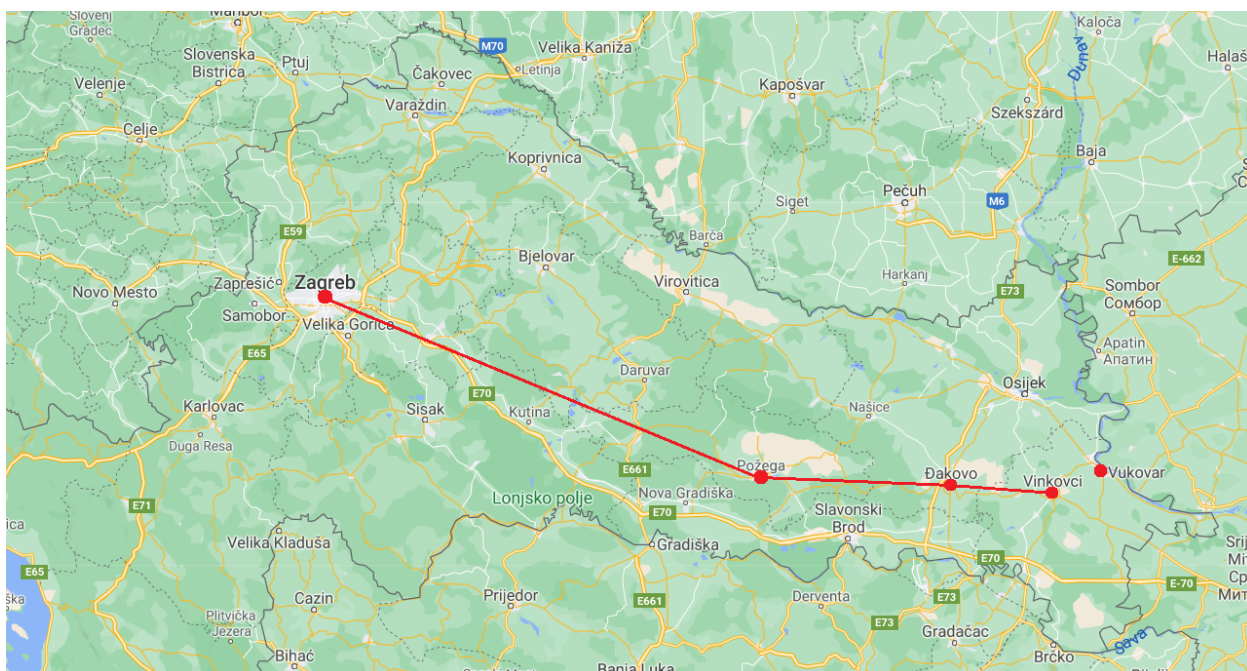 Slovenj
Gradec
Maribor
Slovenska
Bistrica
Ptuj
M70
Velika Kaniža
Letinja
Kaloča
Dunav
Halaš
Velenje
Čakovec
Kapošvar
Szekszárd
Celje
Varaždin
Koprivnica
Baja
Pečuh
Siget
M6
E59
Barča
Bjelovar
E-662
Zaprešić
Zagreb
Virovitica
Harkanj
E73
Sombor
Сомбор
Novo Mesto
Samobor
Velika Gorica
E65
Apatin
Апатин
Daruvar
Osijek
E70
Karlovac
Sisak
Kutina
Našice
Duga Resa
E661
Požega
Đakovo
Vinkovci
Vukovar
E71
Lonjsko polje
Nova Gradiška
E70
Slavonski
Brod
Velika Kladuša
Gradiška
E70
E65
E-70
Cazin
Prijedor
E661
Derventa
E73
Plitvička
Jezera
E73
Gradačac
Sava
Bihać
Banja Luka
Brčko